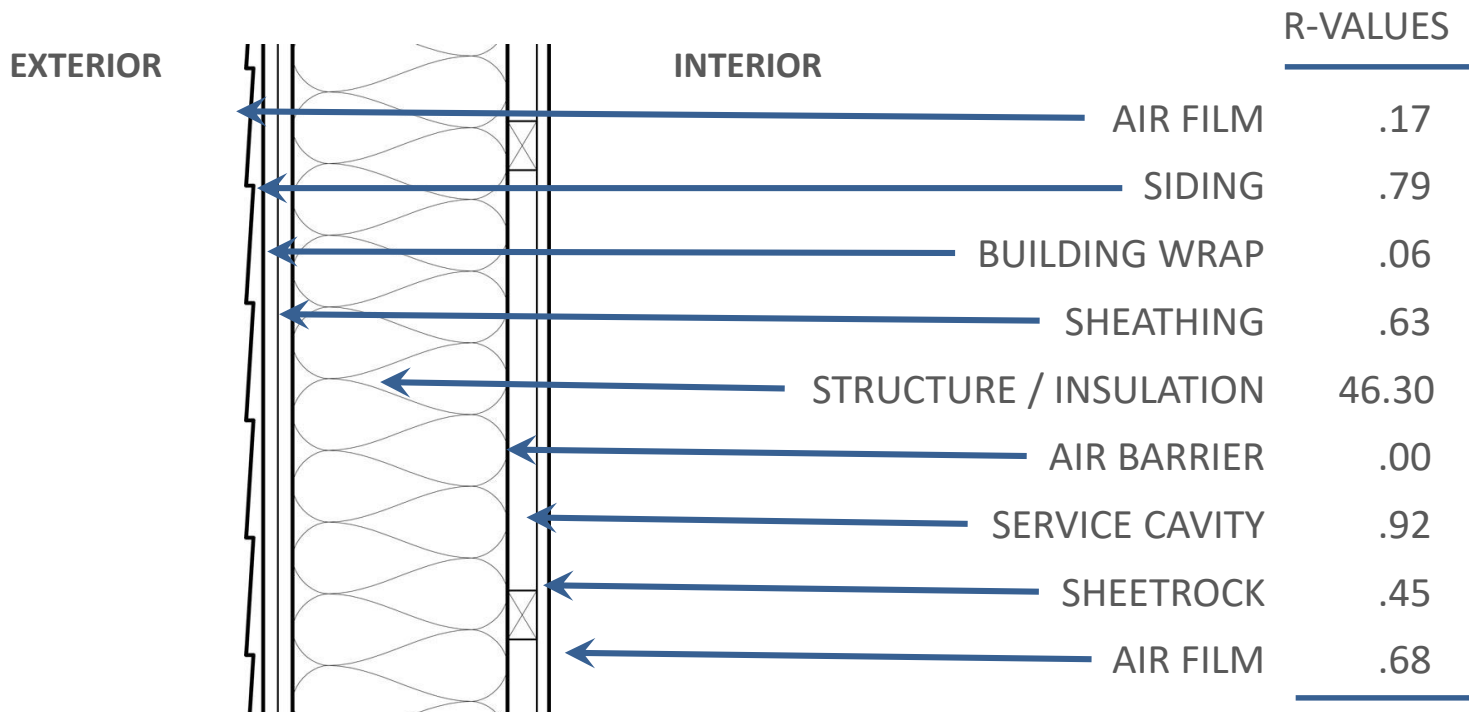 R-VALUES
EXTERIOR
INTERIOR
AIR FILM .17
SIDING .79
BUILDING WRAP .06
SHEATHING .63
STRUCTURE / INSULATION 46.30
AIR BARRIER .00
SERVICE CAVITY .92
SHEETROCK .45
AIR FILM .68